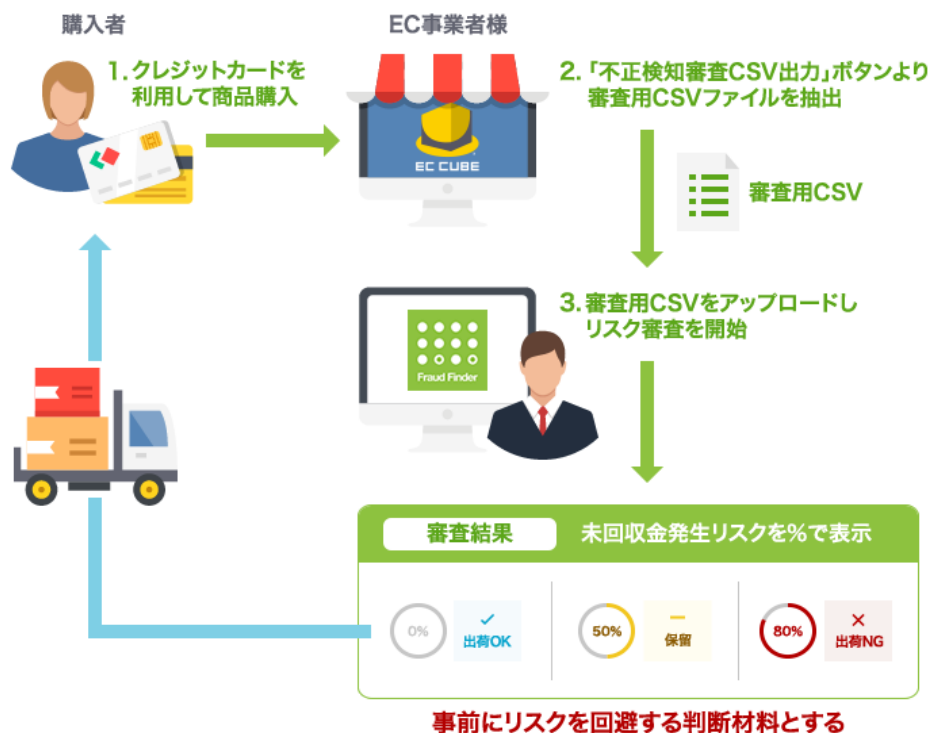 購入者
EC事業者様
1. クレジットカードを
利用して商品購入
EC CUBE
2. 「不正検知審査CSV出力」ボタンより
審査用CSVファイルを抽出
審査用CSV
3. 審査用CSVをアップロードし
リスク審査を開始
Fraud Finder
審査結果
未回収金発生リスクを%で表示
0%
出荷OK
50%
保留
80%
出荷NG
事前にリスクを回避する判断材料とする